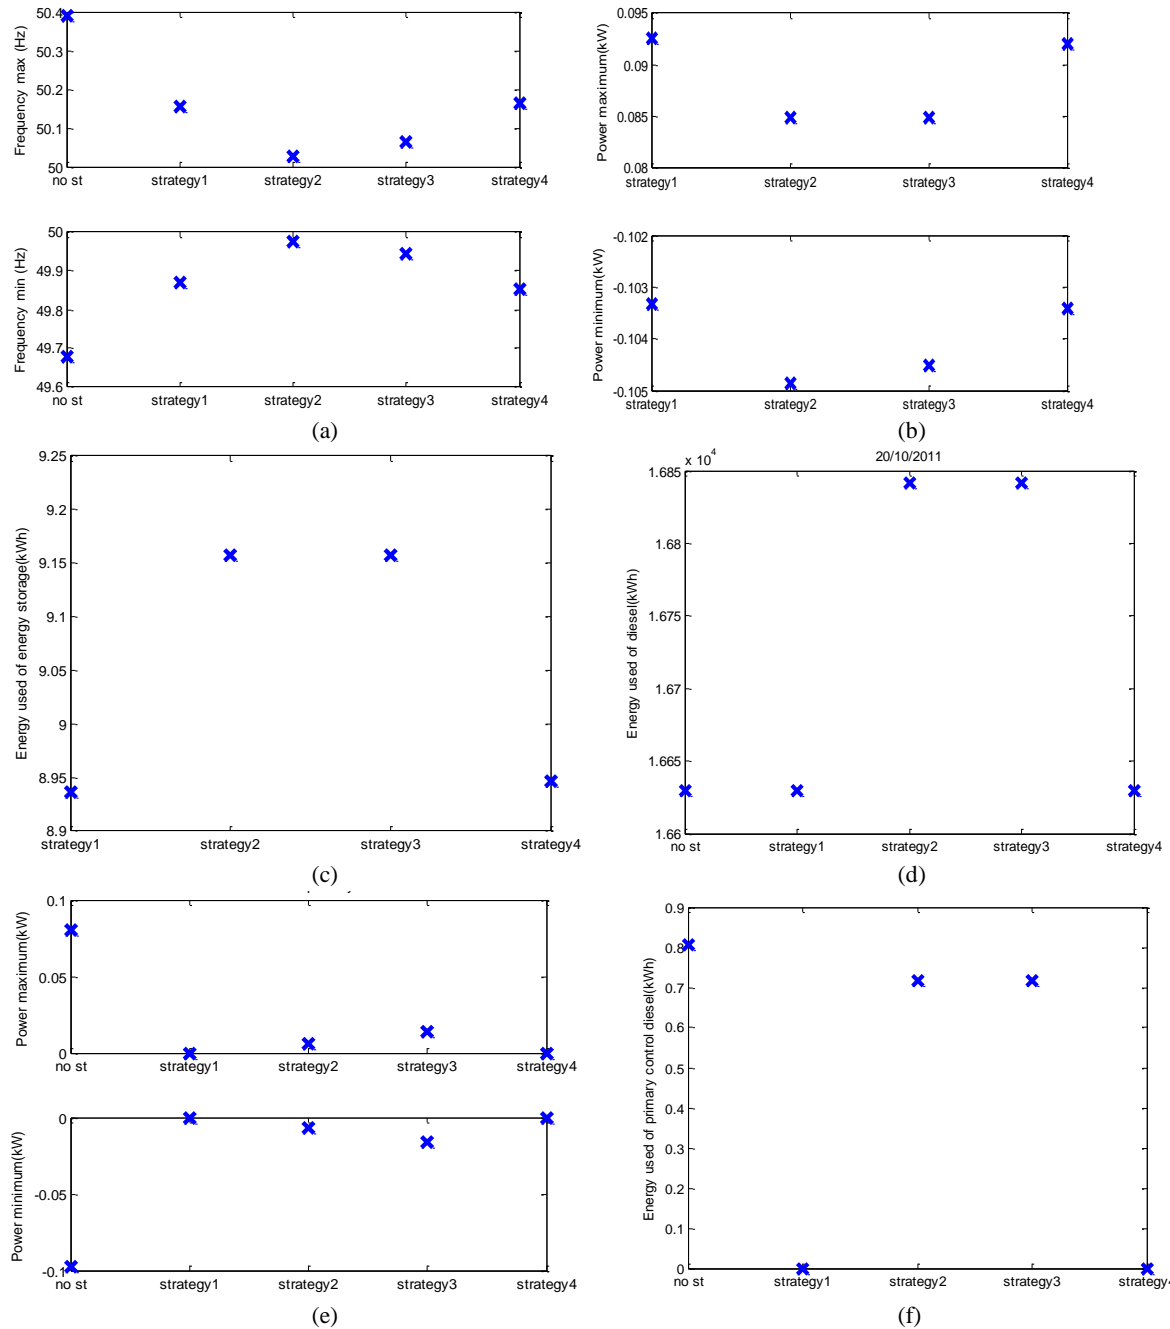 50.4
50.3
50.2
50.1
50
Frequency max (Hz)
no st strategy1 strategy2 strategy3 strategy4
0.095
0.09
0.085
0.08
Power maximum(kW)
strategy1 strategy2 strategy3 strategy4
50
49.9
49.8
49.7
49.6
Frequency min (Hz)
no st strategy1 strategy2 strategy3 strategy4
(a)
-0.102
-0.103
-0.104
-0.105
Power minimum(kW)
strategy1 strategy2 strategy3 strategy4
(b)
9.25
9.2
9.15
9.1
9.05
9
8.95
8.9
Energy used of energy storage(kWh)
strategy1 strategy2 strategy3 strategy4
(c)
x 10⁴ 20/10/2011
1.685
1.68
1.675
1.67
1.665
1.66
Energy used of diesel(kWh)
no st strategy1 strategy2 strategy3 strategy4
(d)
0.1
0.05
0
Power maximum(kW)
no st strategy1 strategy2 strategy3 strategy4
0
-0.05
-0.1
Power minimum(kW)
no st strategy1 strategy2 strategy3 strategy4
(e)
0.9
0.8
0.7
0.6
0.5
0.4
0.3
0.2
0.1
0
Energy used of primary control diesel(kWh)
no st strategy1 strategy2 strategy3 strategy4
(f)